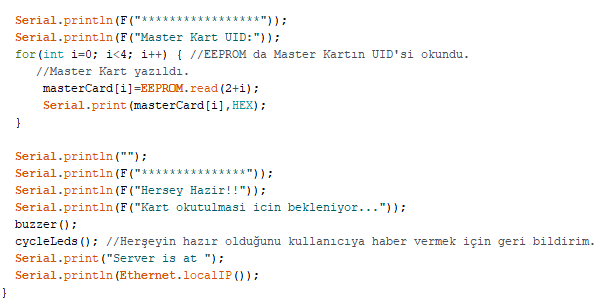 Serial.println(F("*****************"));
Serial.println(F("Master Kart UID:"));
for(int i=0; i<4; i++) { //EEPROM da Master Kartın UID'si okundu.
//Master Kart yazıldı.
masterCard[i]=EEPROM.read(2+i);
Serial.print(masterCard[i],HEX);
}
Serial.println("");
Serial.println(F("***************"));
Serial.println(F("Hersey Hazir!!"));
Serial.println(F("Kart okutulmasi icin bekleniyor..."));
buzzer();
cycleLeds(); //Herşeyin hazır olduğunu kullanıcıya haber vermek için geri bildirim.
Serial.print("Server is at ");
Serial.println(Ethernet.localIP());
}